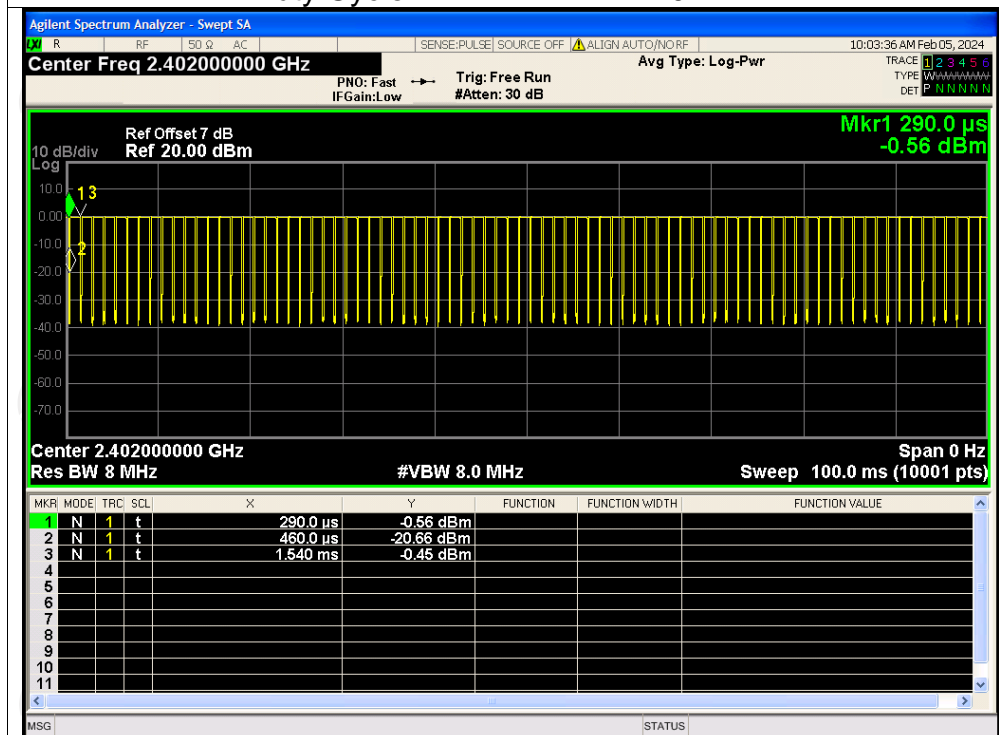 Agilent Spectrum Analyzer - Swept SA
LXI R RF 50 Ω AC SENSE:PULSE SOURCE OFF ALIGN AUTO/NO RF 10:03:36 AM Feb 05, 2024
Center Freq 2.402000000 GHz
PNO: Fast
IFGain:Low
Trig: Free Run
#Atten: 30 dB
Avg Type: Log-Pwr
TRACE 1 2 3 4 5 6
TYPE W
DET P N N N N N
Mkr1 290.0 µs
-0.56 dBm
Ref Offset 7 dB
10 dB/div Ref 20.00 dBm
Log
10.0
0.00
-10.0
-20.0
-30.0
-40.0
-50.0
-60.0
-70.0
1 3
2
Center 2.402000000 GHz Span 0 Hz
Res BW 8 MHz #VBW 8.0 MHz Sweep 100.0 ms (10001 pts)
MKR MODE TRC SCL X Y FUNCTION FUNCTION WIDTH FUNCTION VALUE
1 N 1 t 290.0 µs -0.56 dBm
2 N 1 t 460.0 µs -20.66 dBm
3 N 1 t 1.540 ms -0.45 dBm
4
5
6
7
8
9
10
11
MSG STATUS